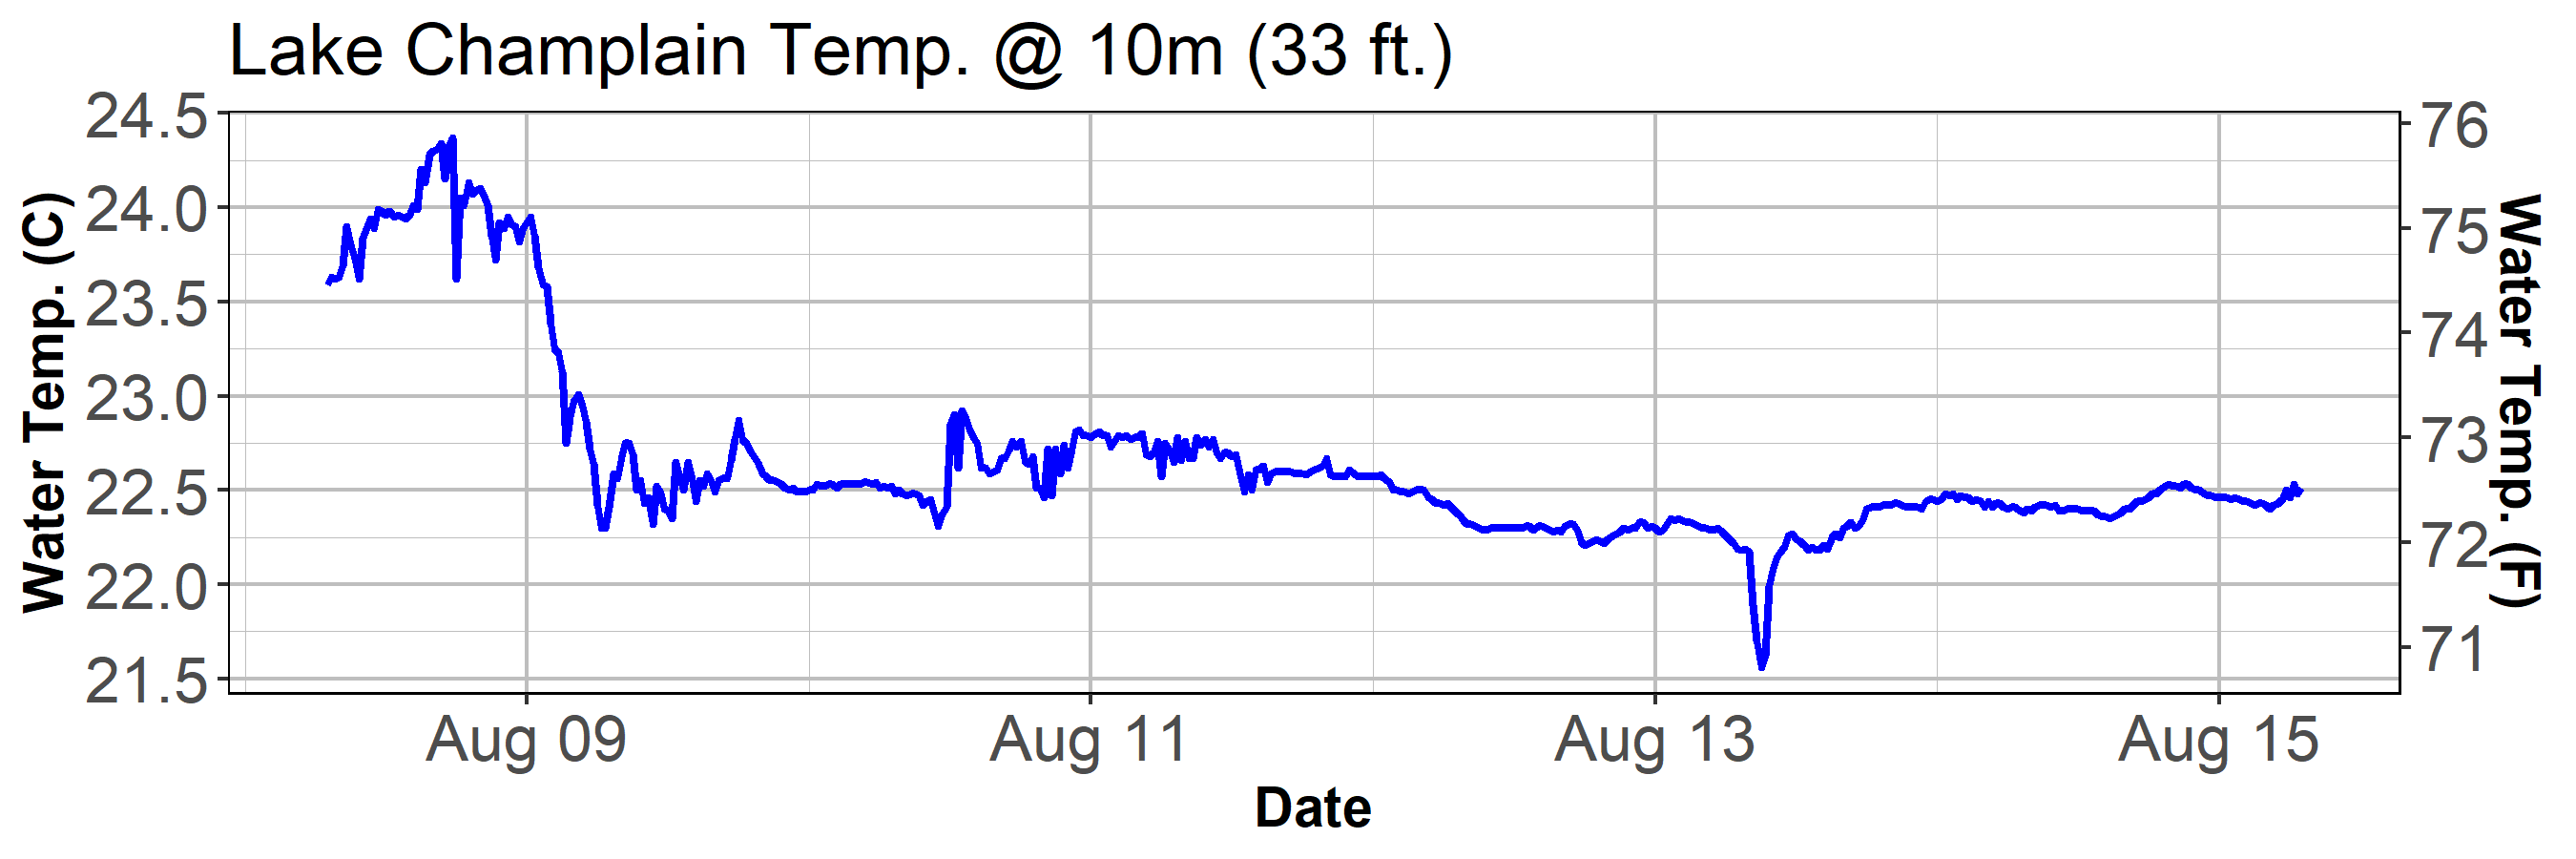 Lake Champlain Temp. @ 10m (33 ft.)
24.5
24.0
23.5
23.0
22.5
22.0
21.5
Water Temp. (C)
76
75
74
73
72
71
Water Temp. (F)
Aug 09
Aug 11
Aug 13
Aug 15
Date